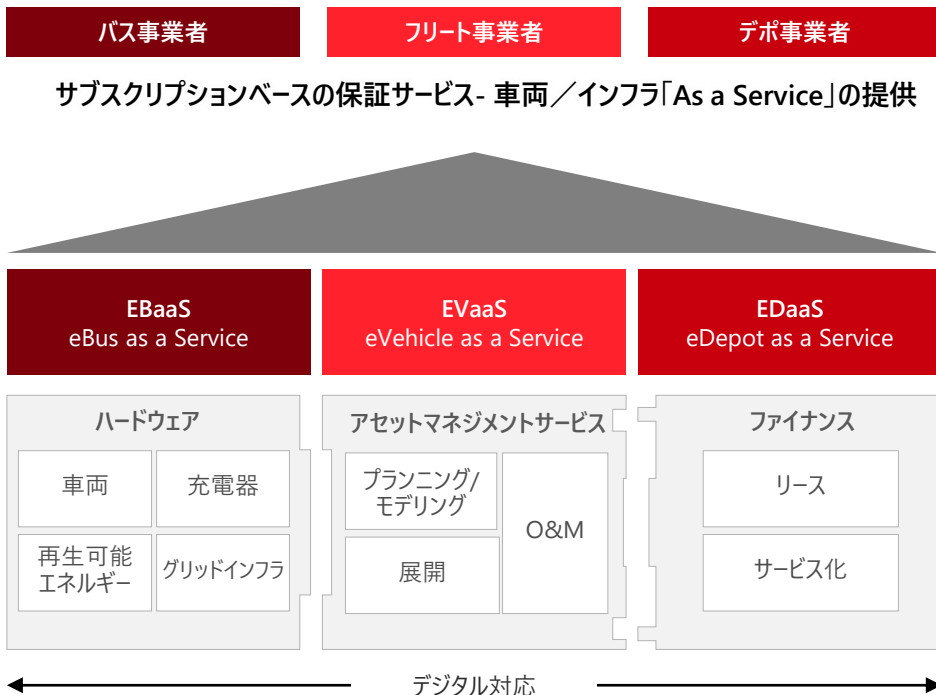 バス事業者
フリート事業者
デポ事業者
サブスクリプションベースの保証サービス- 車両／インフラ「As a Service」の提供
EBaaS
eBus as a Service
EVaaS
eVehicle as a Service
EDaaS
eDepot as a Service
ハードウェア
車両
充電器
再生可能
エネルギー
グリッドインフラ
アセットマネジメントサービス
プランニング/
モデリング
展開
O&M
ファイナンス
リース
サービス化
デジタル対応